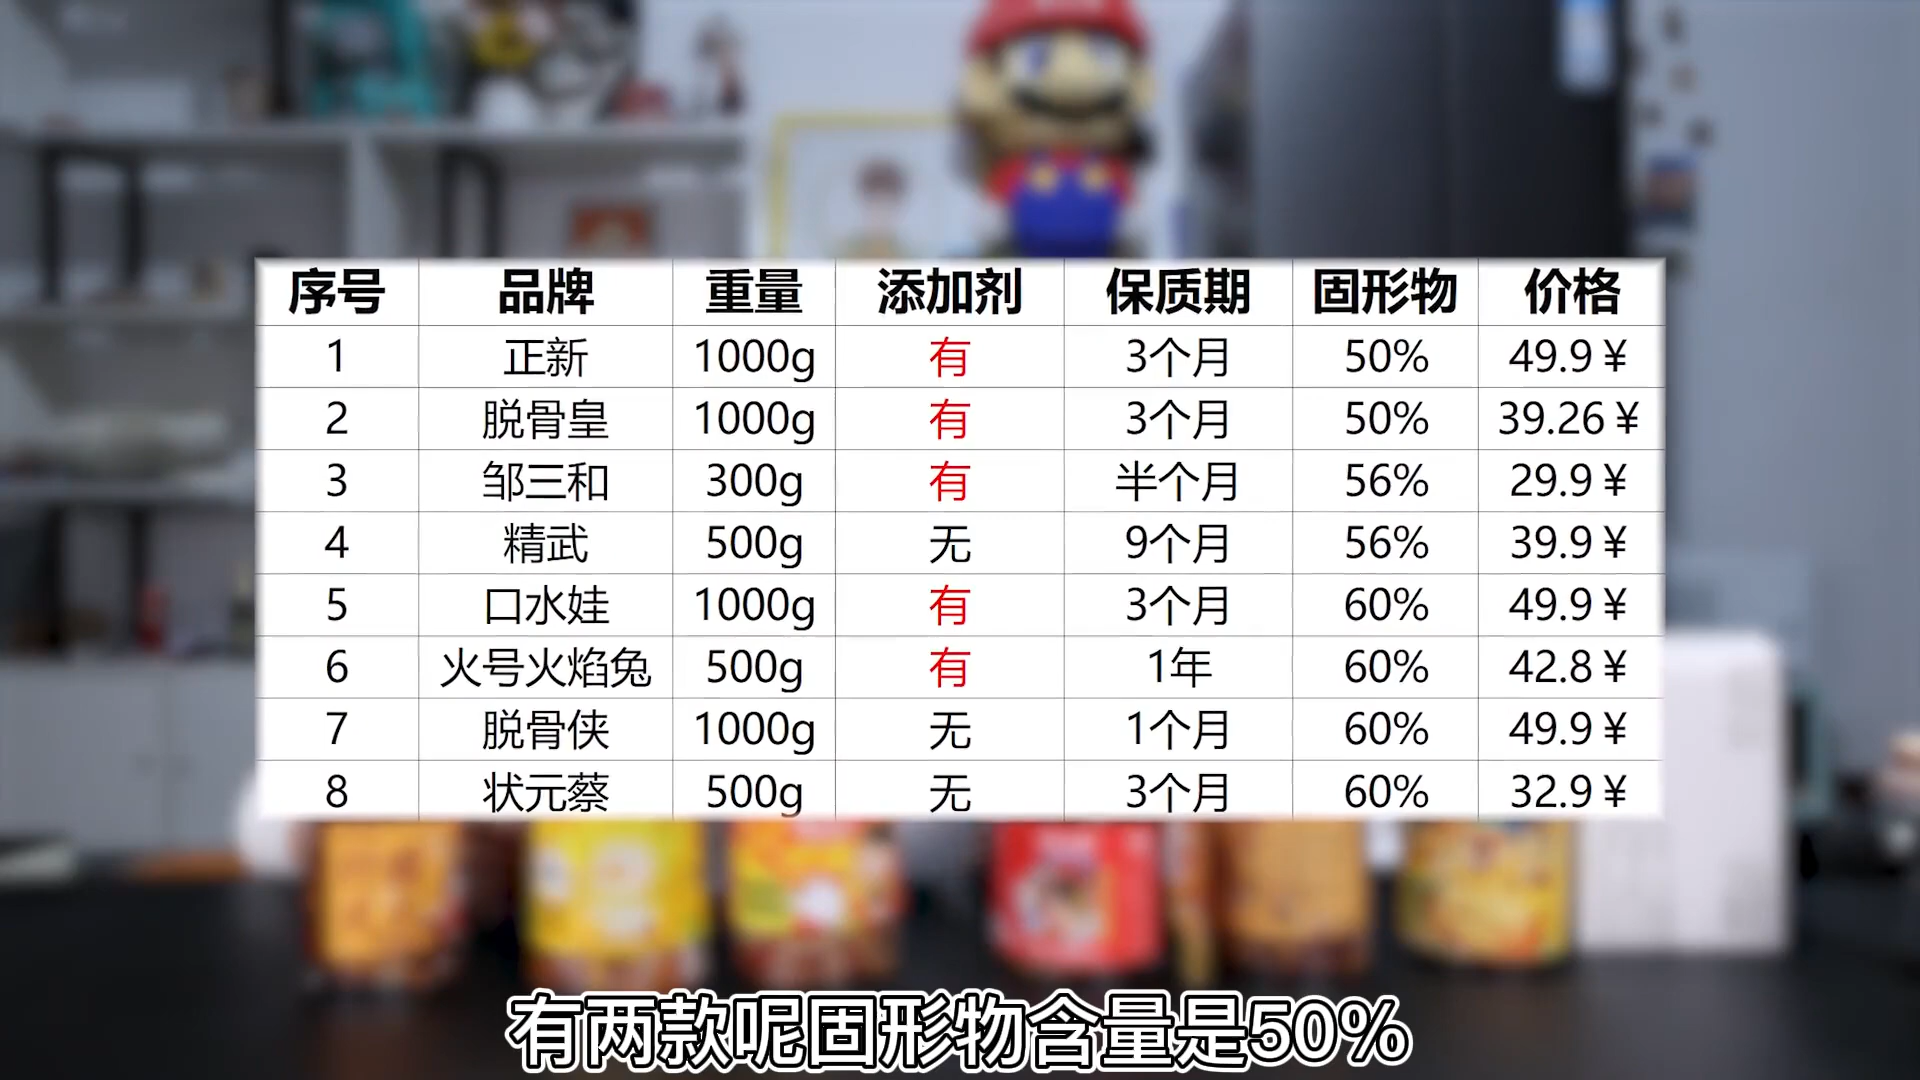 序号 品牌 重量 添加剂 保质期 固形物 价格
1 正新 1000g 有 3个月 50% 49.9¥
2 脱骨皇 1000g 有 3个月 50% 39.26¥
3 邹三和 300g 有 半个月 56% 29.9¥
4 精武 500g 无 9个月 56% 39.9¥
5 口水娃 1000g 有 3个月 60% 49.9¥
6 火号火焰兔 500g 有 1年 60% 42.8¥
7 脱骨侠 1000g 无 1个月 60% 49.9¥
8 状元蔡 500g 无 3个月 60% 32.9¥
有两款呢固形物含量是50%